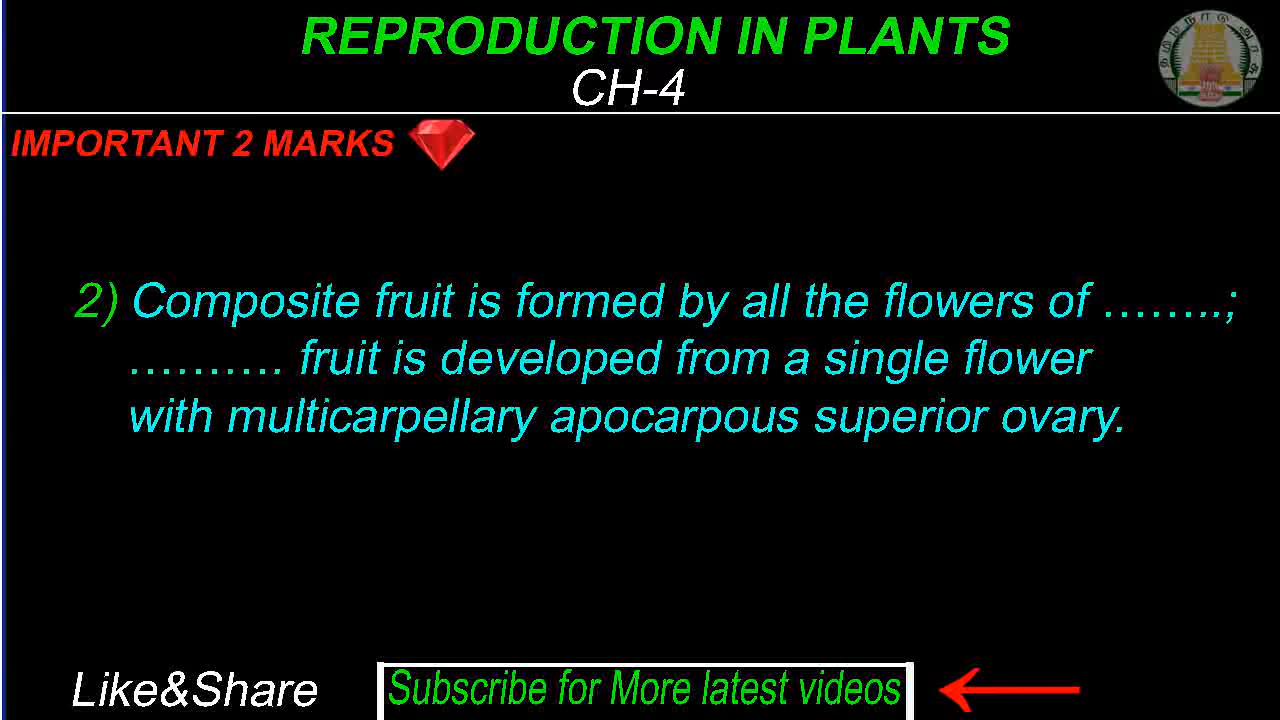 REPRODUCTION IN PLANTS
CH-4
IMPORTANT 2 MARKS
2) Composite fruit is formed by all the flowers of ……..;
………. fruit is developed from a single flower
with multicarpellary apocarpous superior ovary.
Like&Share
Subscribe for More latest videos